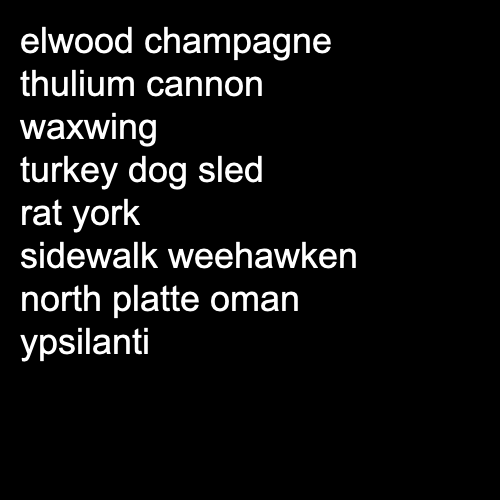 elwood champagne
thulium cannon
waxwing
turkey dog sled
rat york
sidewalk weehawken
north platte oman
ypsilanti